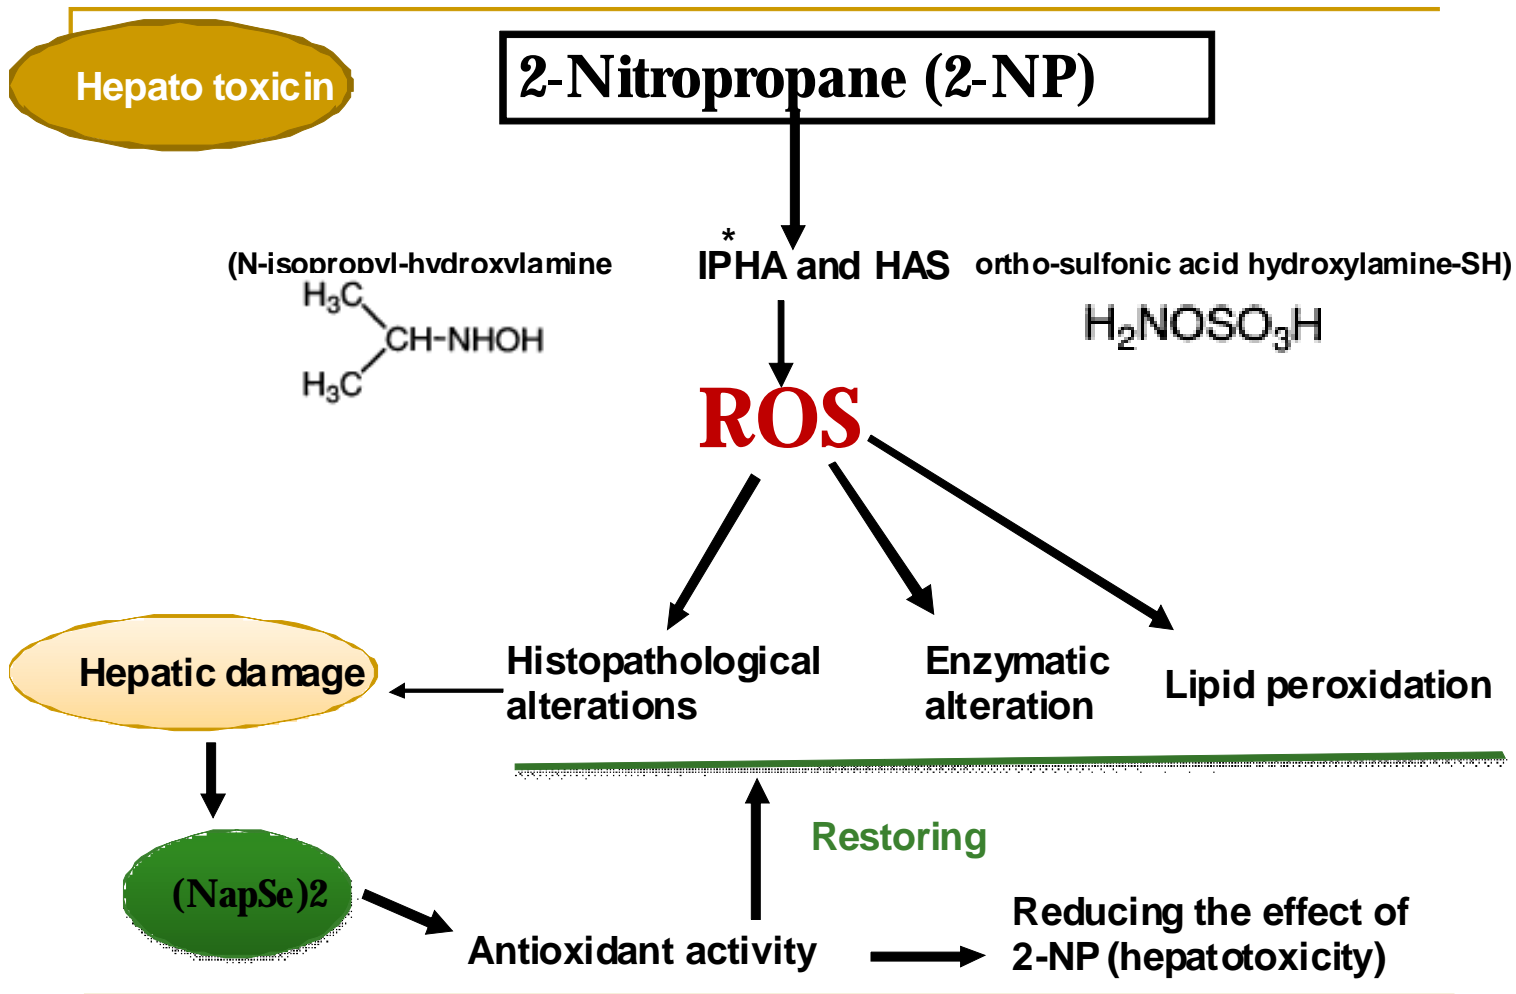 Hepato toxicin
2-Nitropropane (2-NP)
*
(N-isopropyl-hydroxylamine
IPHA and HAS
ortho-sulfonic acid hydroxylamine-SH)
H3C
CH-NHOH
H3C
H2NOSO3H
ROS
Hepatic damage
Histopathological
alterations
Enzymatic
alteration
Lipid peroxidation
Restoring
(NapSe)2
Antioxidant activity
Reducing the effect of
2-NP (hepatotoxicity)